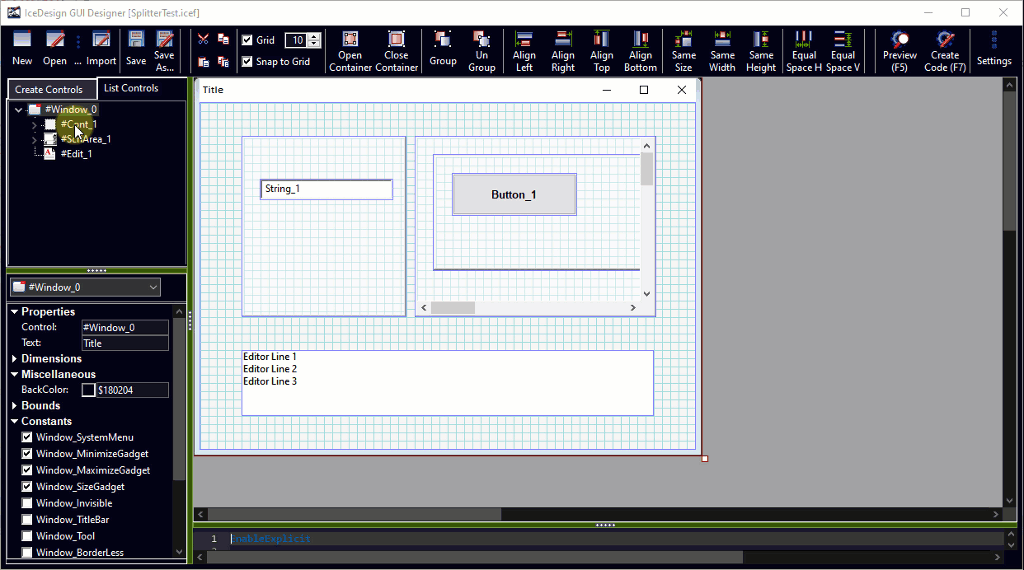 IceDesign GUI Designer [SplitterTest.icef]
New Open ... Import Save Save As... Grid 10 Snap to Grid Open Container Close Container Group Un Group Align Left Align Right Align Top Align Bottom Same Size Same Width Same Height Equal Space H Equal Space V Preview (F5) Create Code (F7) Settings
Create Controls List Controls
#Window_0
#Cont_1
#ScrlArea_1
#Edit_1
#Window_0
Properties
Control: #Window_0
Text: Title
Dimensions
Miscellaneous
BackColor: $180204
Bounds
Constants
Window_SystemMenu
Window_MinimizeGadget
Window_MaximizeGadget
Window_SizeGadget
Window_Invisible
Window_TitleBar
Window_Tool
Window_BorderLess
Title
String_1
Button_1
Editor Line 1
Editor Line 2
Editor Line 3
1 EnableExplicit